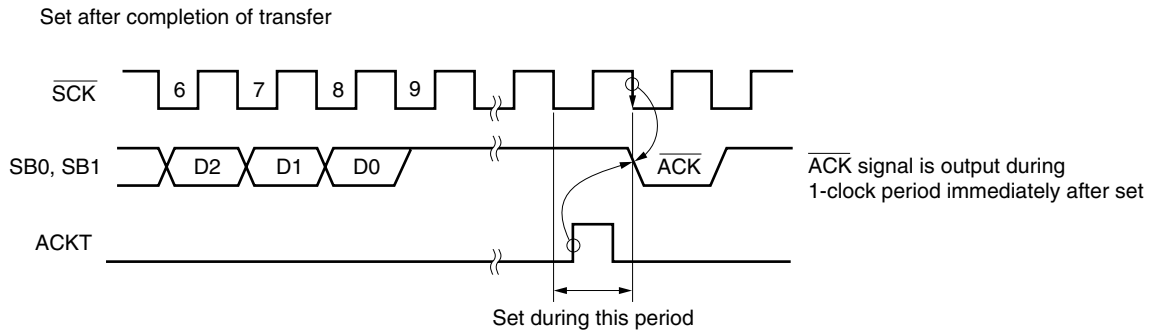 Set after completion of transfer
SCK
6 7 8 9
SB0, SB1
D2 D1 D0 ACK
ACK signal is output during
1-clock period immediately after set
ACKT
Set during this period